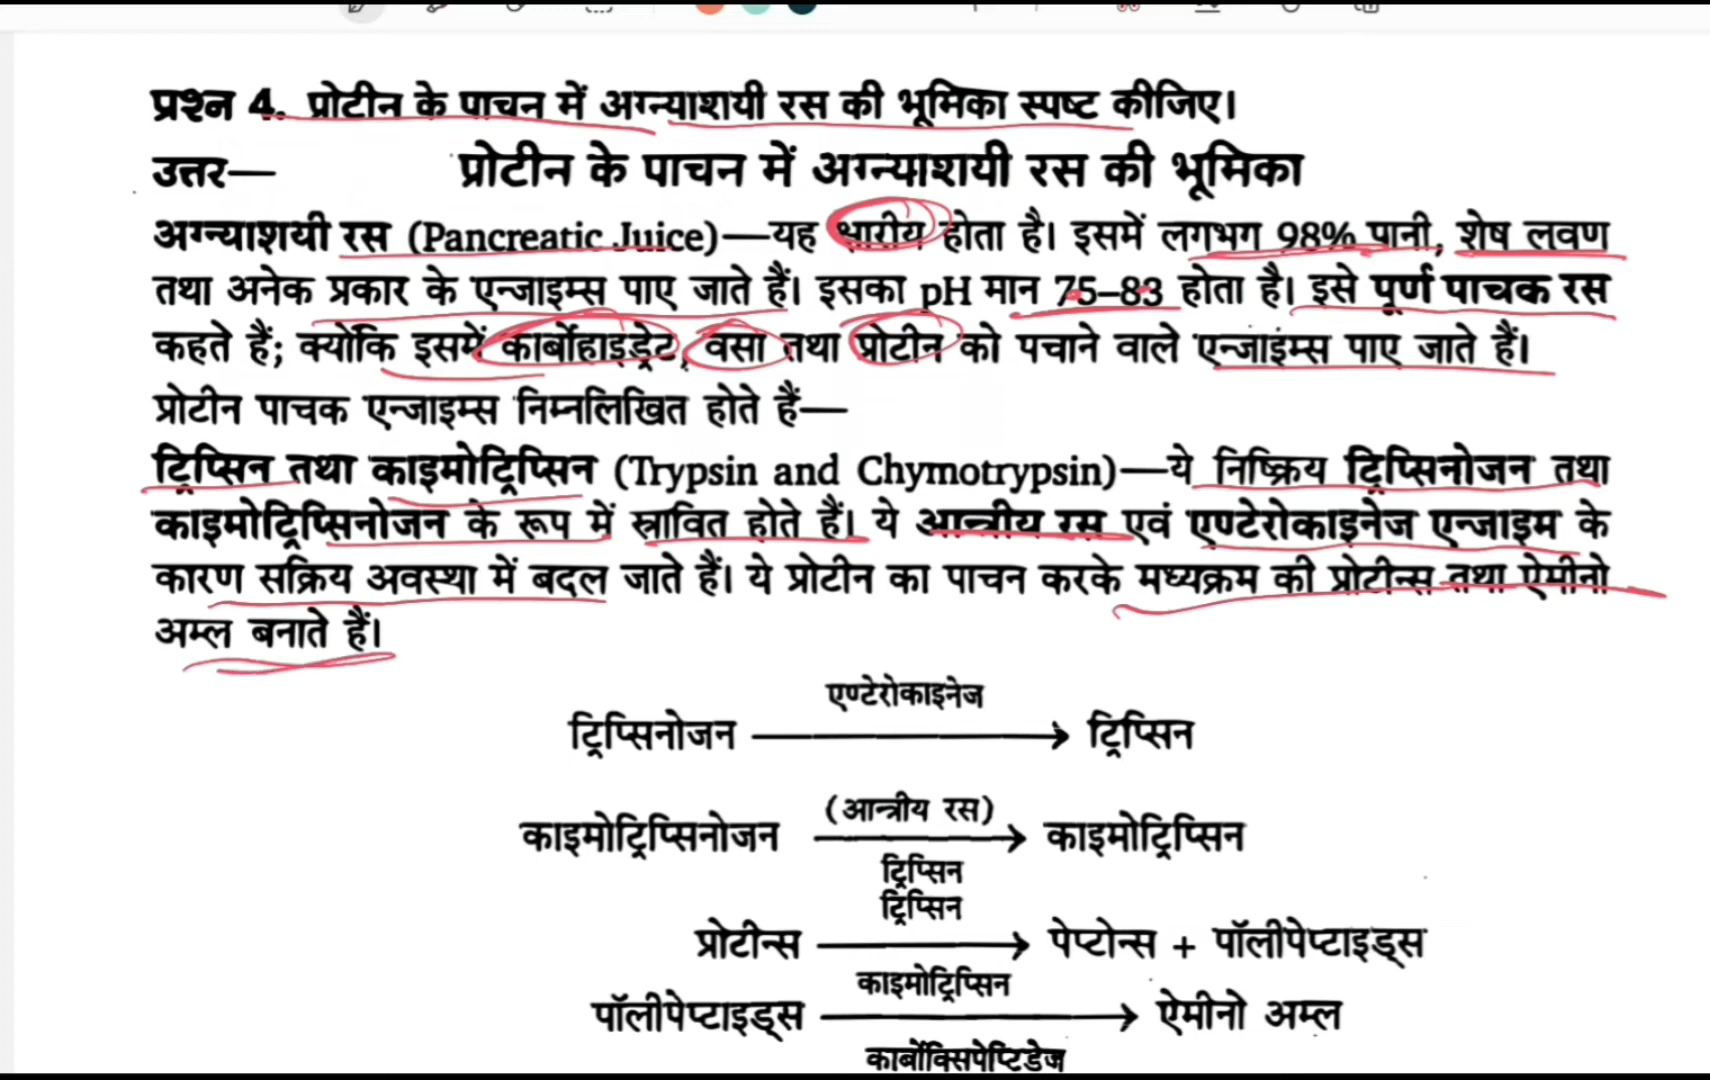 प्रश्न 4. प्रोटीन के पाचन में अग्न्याशयी रस की भूमिका स्पष्ट कीजिए।
उत्तर— प्रोटीन के पाचन में अग्न्याशयी रस की भूमिका
अग्न्याशयी रस (Pancreatic Juice)—यह क्षारीय होता है। इसमें लगभग 98% पानी, शेष लवण
तथा अनेक प्रकार के एन्जाइम्स पाए जाते हैं। इसका pH मान 7.5–8.3 होता है। इसे पूर्ण पाचक रस
कहते हैं; क्योंकि इसमें कार्बोहाइड्रेट, वसा तथा प्रोटीन को पचाने वाले एन्जाइम्स पाए जाते हैं।
प्रोटीन पाचक एन्जाइम्स निम्नलिखित होते हैं—
ट्रिप्सिन तथा काइमोट्रिप्सिन (Trypsin and Chymotrypsin)—ये निष्क्रिय ट्रिप्सिनोजन तथा
काइमोट्रिप्सिनोजन के रूप में स्रावित होते हैं। ये आन्त्रीय रस एवं एण्टेरोकाइनेज एन्जाइम के
कारण सक्रिय अवस्था में बदल जाते हैं। ये प्रोटीन का पाचन करके मध्यक्रम की प्रोटीन्स तथा ऐमीनो
अम्ल बनाते हैं।
एण्टेरोकाइनेज
ट्रिप्सिनोजन ⟶ ट्रिप्सिन
(आन्त्रीय रस)
काइमोट्रिप्सिनोजन ⟶ काइमोट्रिप्सिन
ट्रिप्सिन
ट्रिप्सिन
प्रोटीन्स ⟶ पेप्टोन्स + पॉलीपेप्टाइड्स
काइमोट्रिप्सिन
पॉलीपेप्टाइड्स ⟶ ऐमीनो अम्ल
कार्बोक्सिपेप्टिडेज